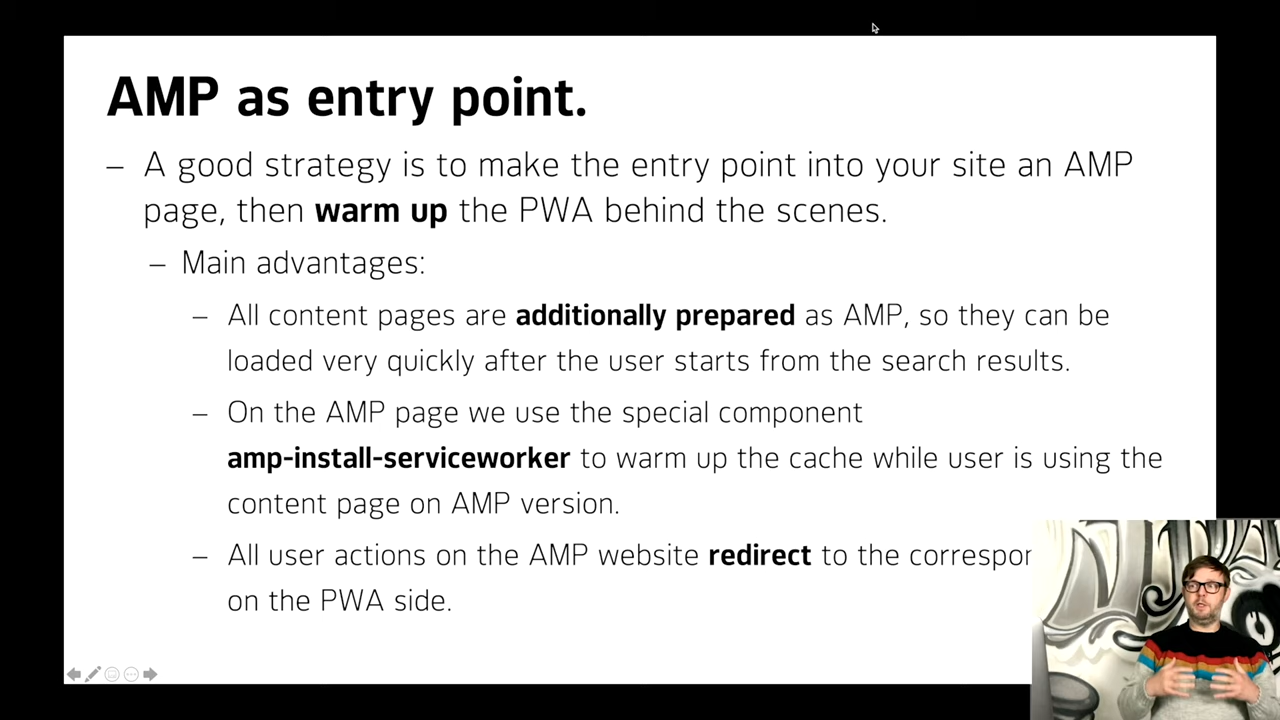 AMP as entry point.
– A good strategy is to make the entry point into your site an AMP
page, then warm up the PWA behind the scenes.
– Main advantages:
– All content pages are additionally prepared as AMP, so they can be
loaded very quickly after the user starts from the search results.
– On the AMP page we use the special component
amp-install-serviceworker to warm up the cache while user is using the
content page on AMP version.
– All user actions on the AMP website redirect to the
on the PWA side.